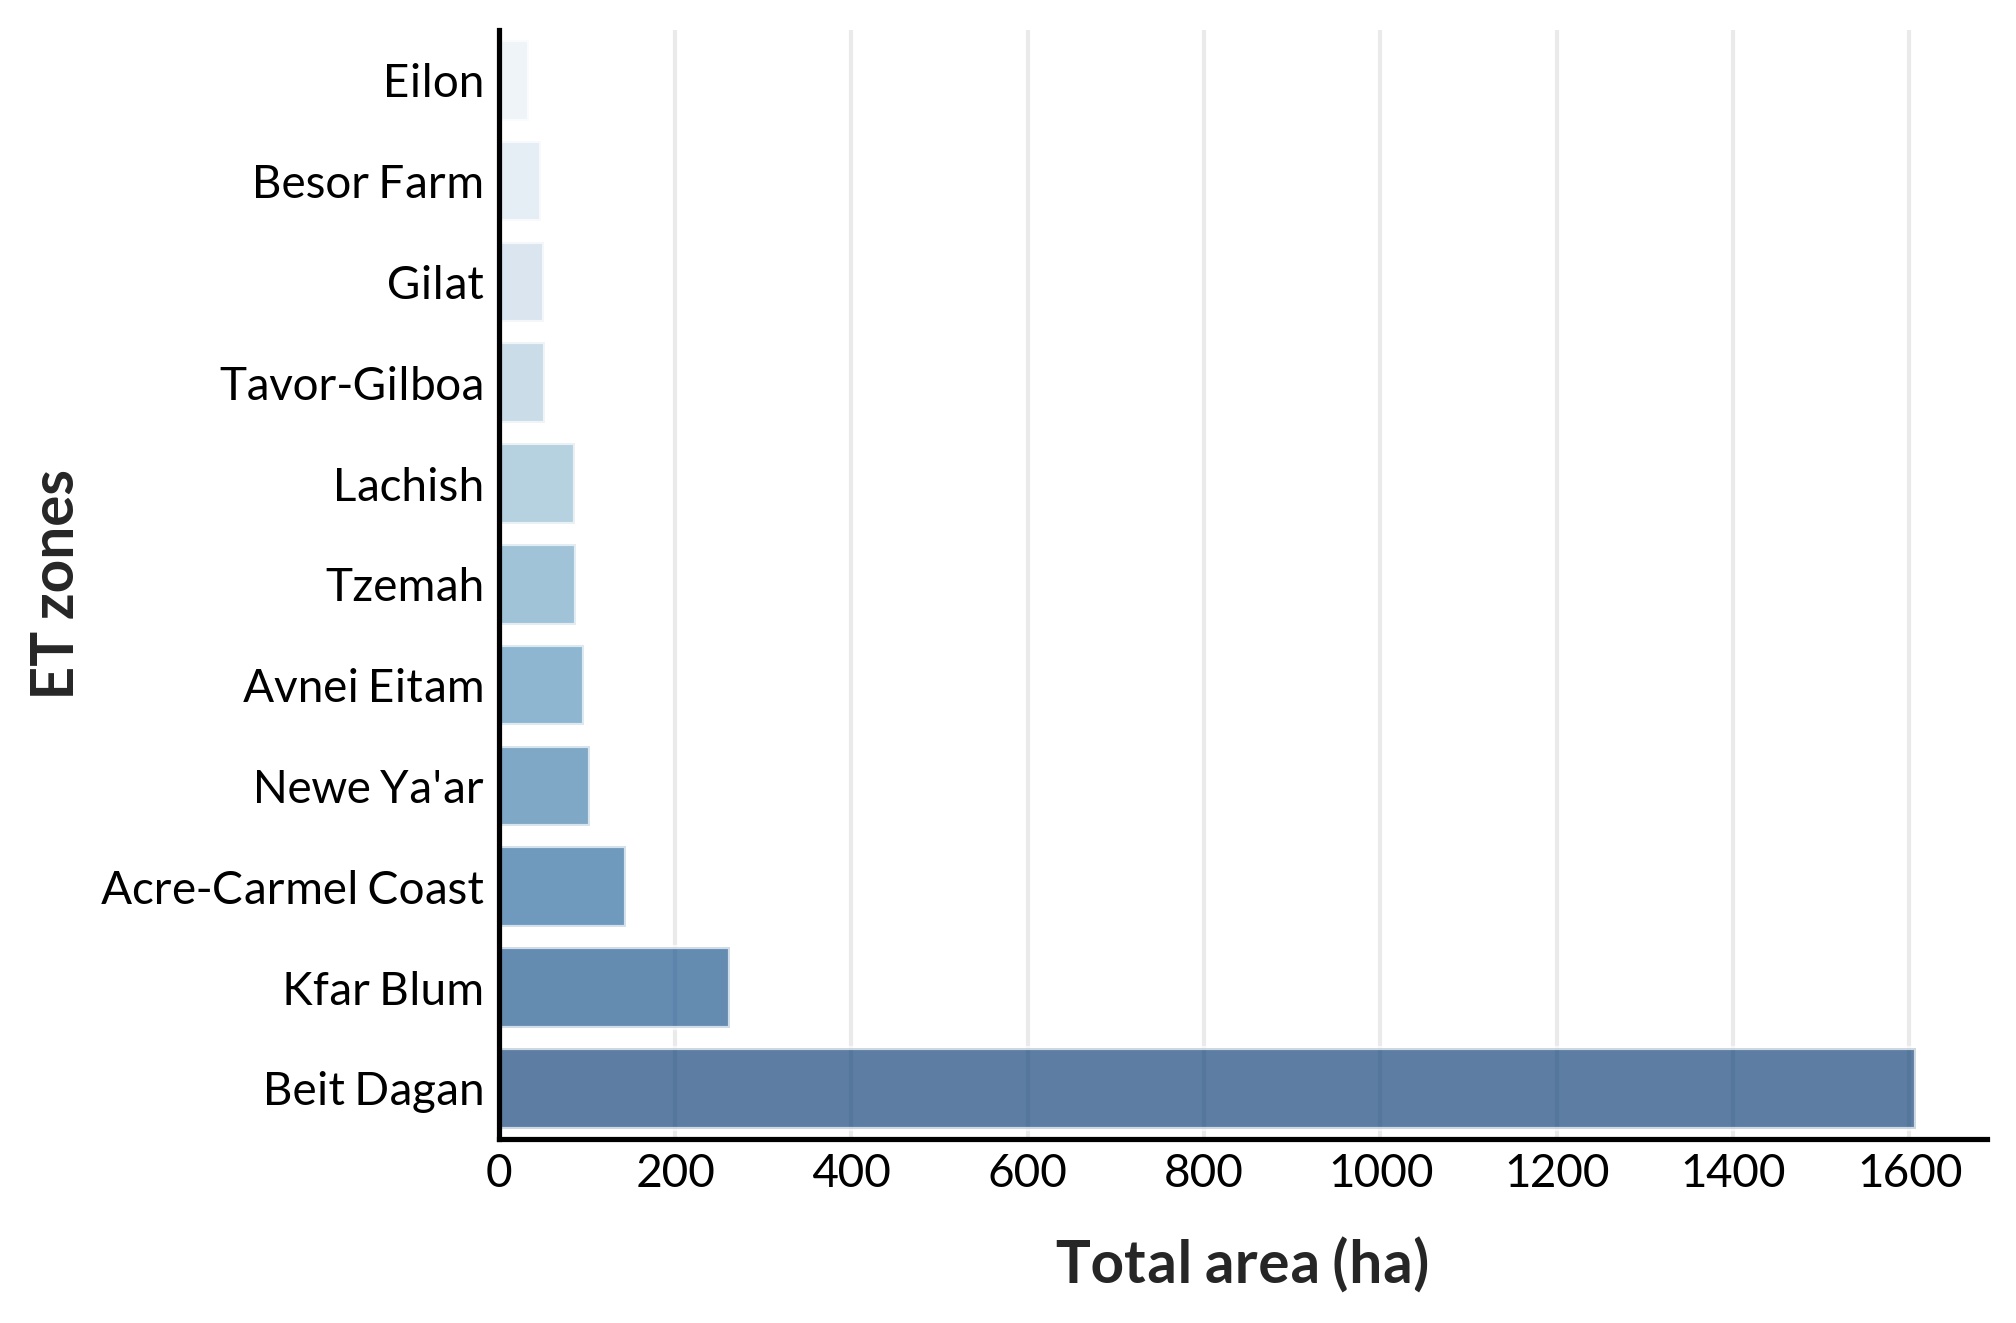 Eilon
Besor Farm
Gilat
Tavor-Gilboa
Lachish
Tzemah
Avnei Eitam
Newe Ya'ar
Acre-Carmel Coast
Kfar Blum
Beit Dagan
ET zones
0 200 400 600 800 1000 1200 1400 1600
Total area (ha)